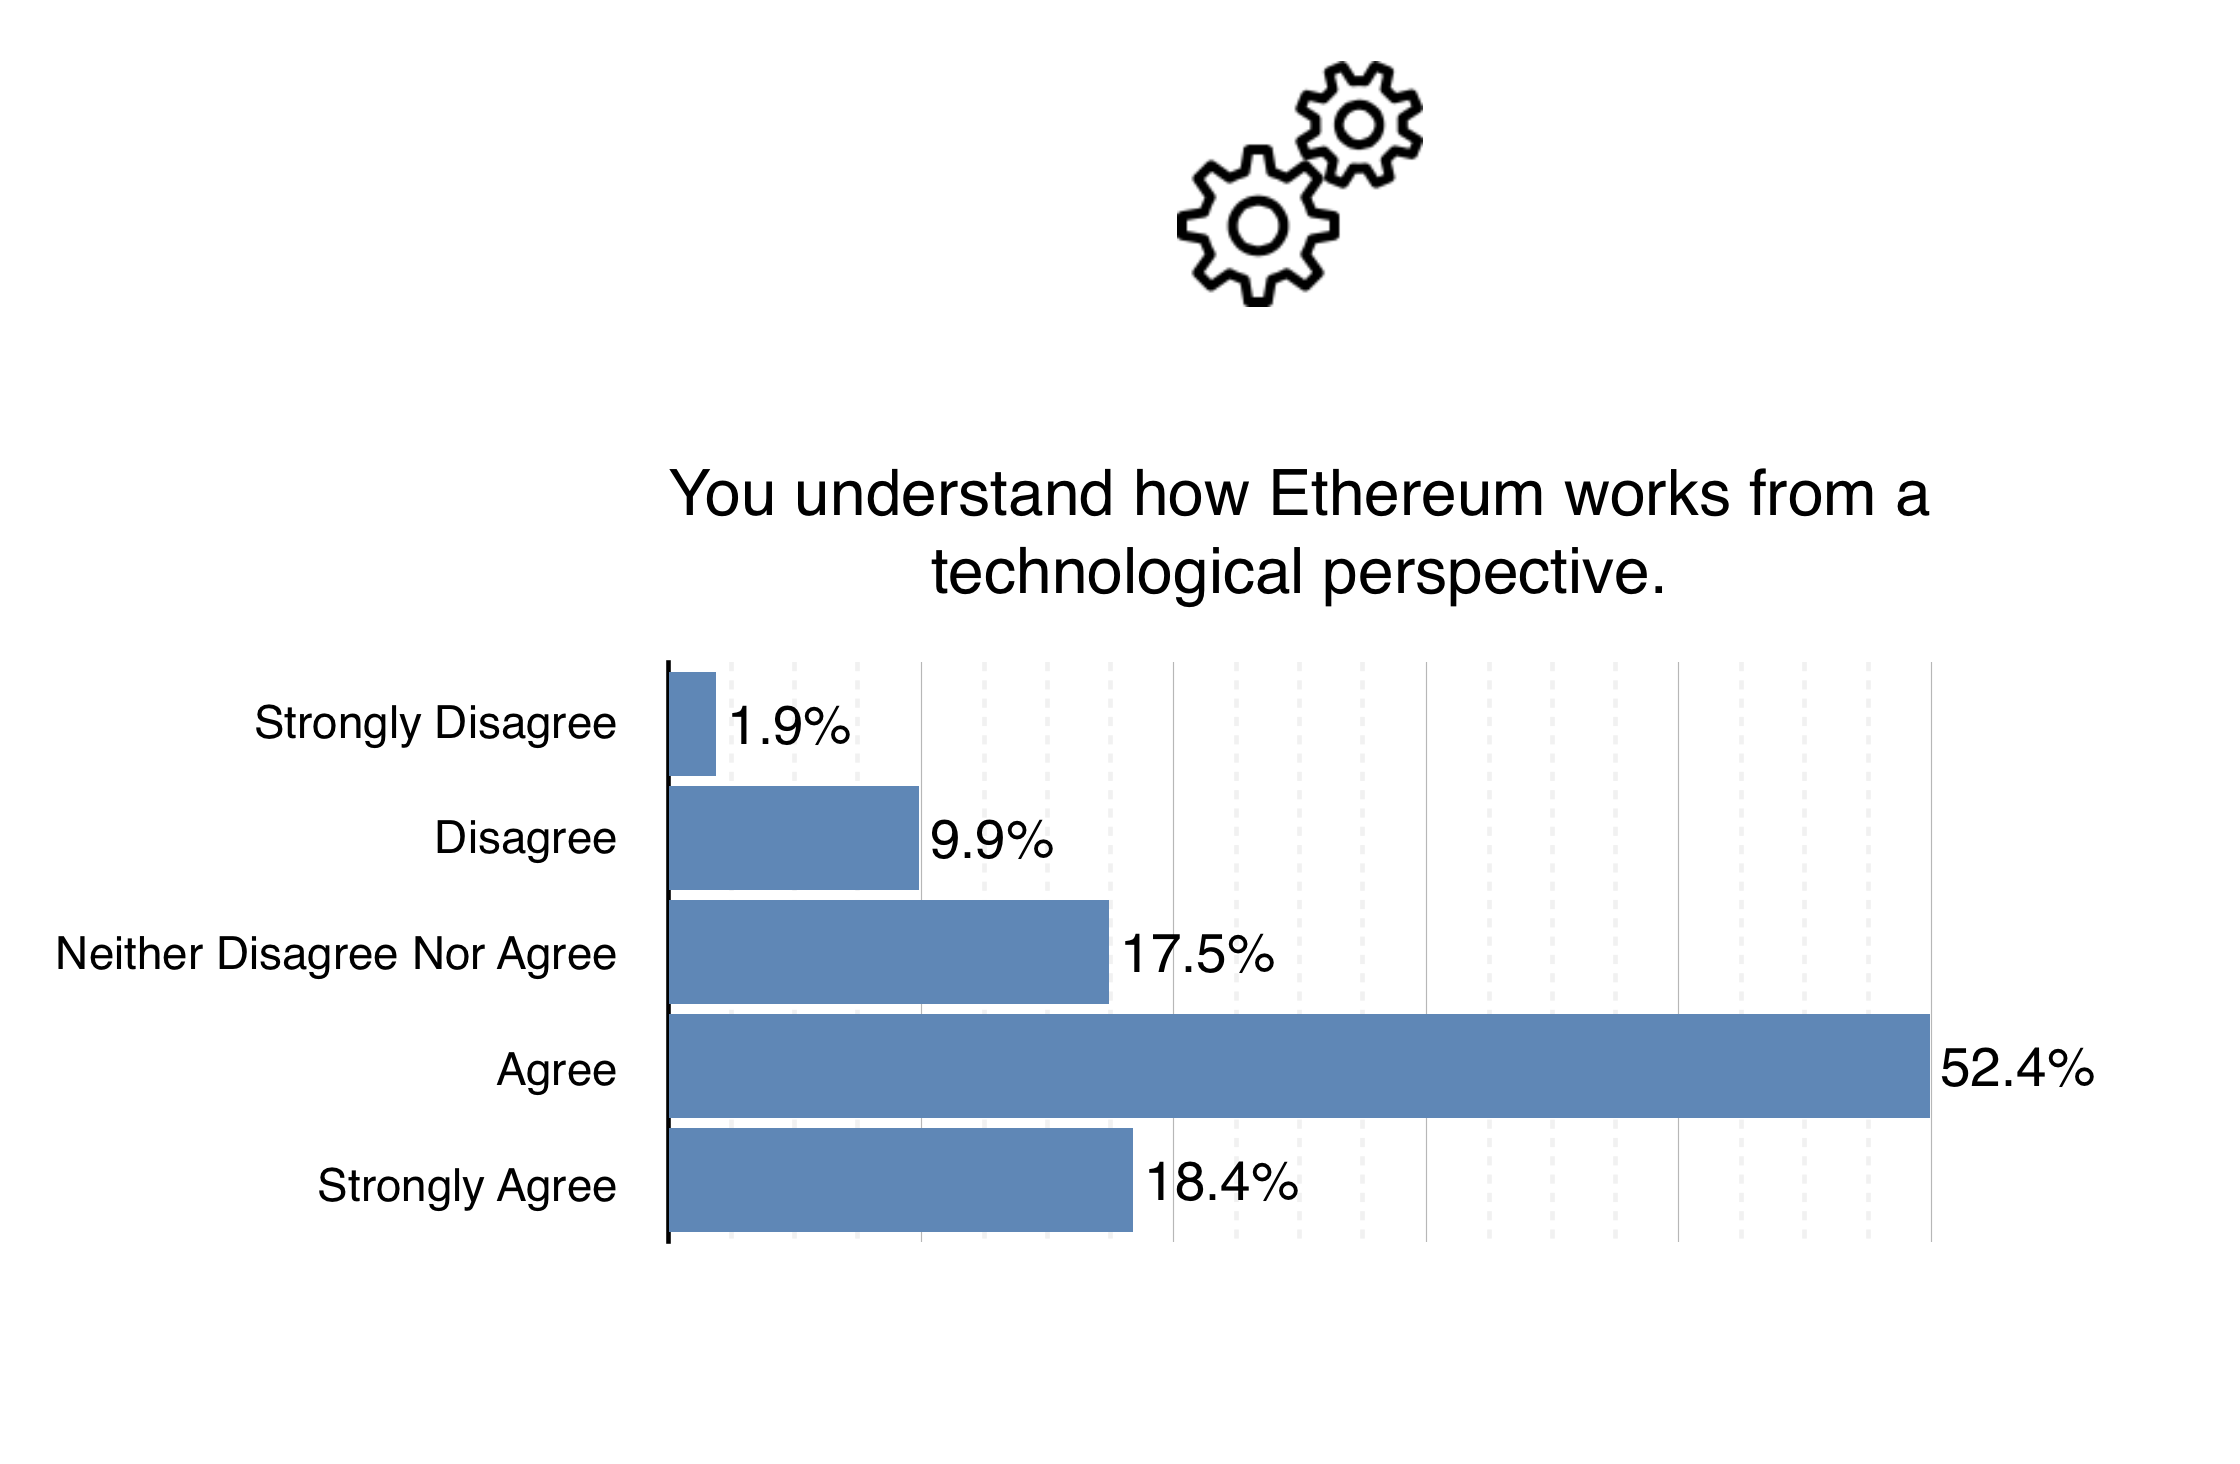 You understand how Ethereum works from a
technological perspective.
Strongly Disagree 1.9%
Disagree 9.9%
Neither Disagree Nor Agree 17.5%
Agree 52.4%
Strongly Agree 18.4%